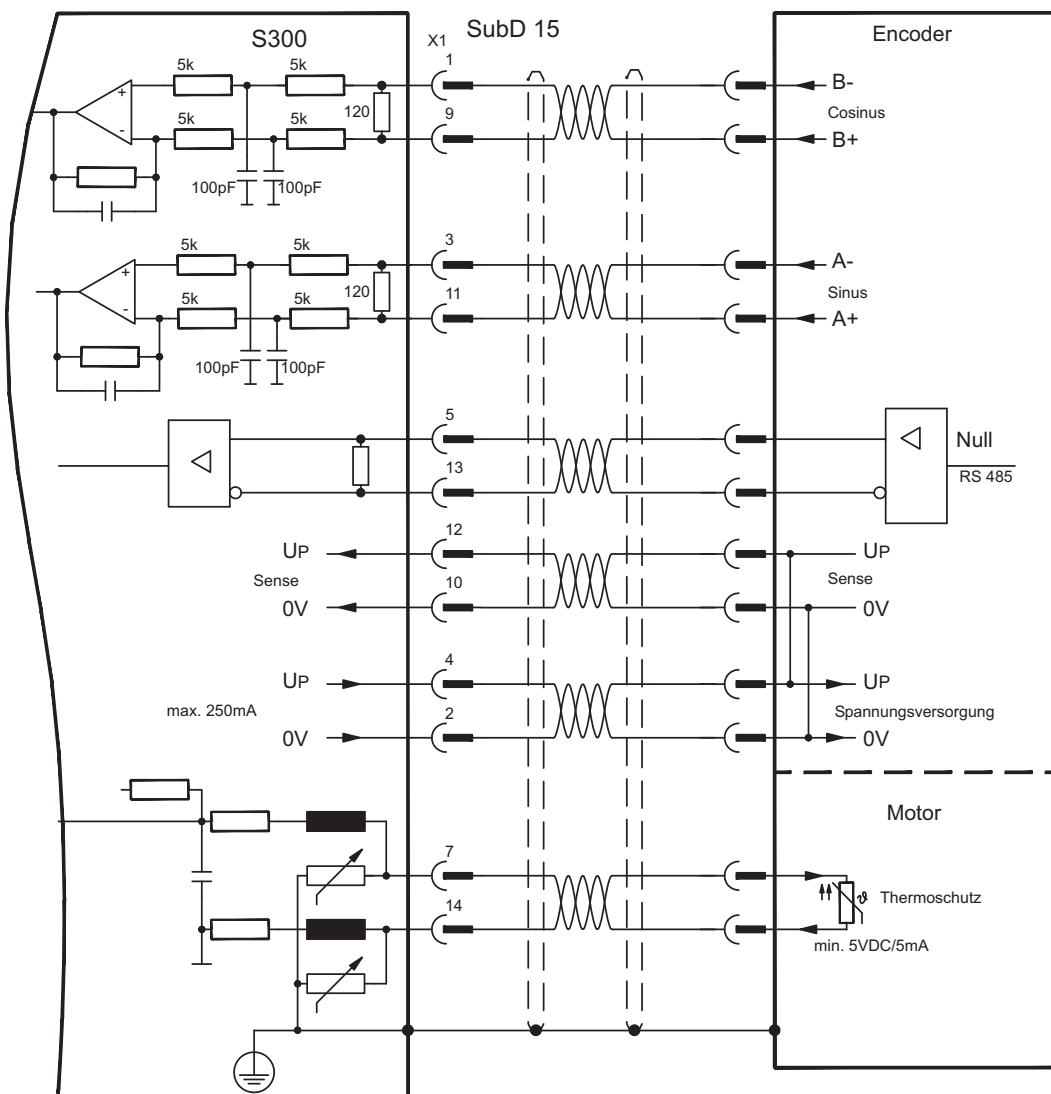 S300
X1
SubD 15
Encoder
5k
5k
1
B-
+
120
Cosinus
-
5k
5k
9
B+
100pF
100pF
5k
5k
3
A-
+
120
Sinus
-
5k
5k
11
A+
100pF
100pF
5
Null
13
RS 485
UP
12
UP
Sense
Sense
0V
10
0V
UP
4
UP
max. 250mA
Spannungsversorgung
0V
2
0V
Motor
7
ϑ
Thermoschutz
14
min. 5VDC/5mA